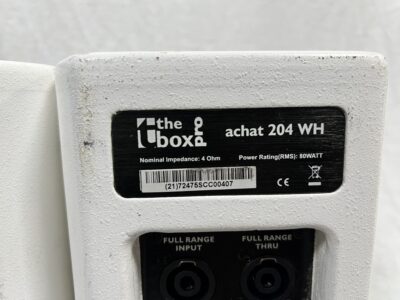 the box pro
achat 204 WH
Nominal Impedance: 4 Ohm
Power Rating(RMS): 80WATT
(21)72475SCC00407
CE
FULL RANGE INPUT
FULL RANGE THRU